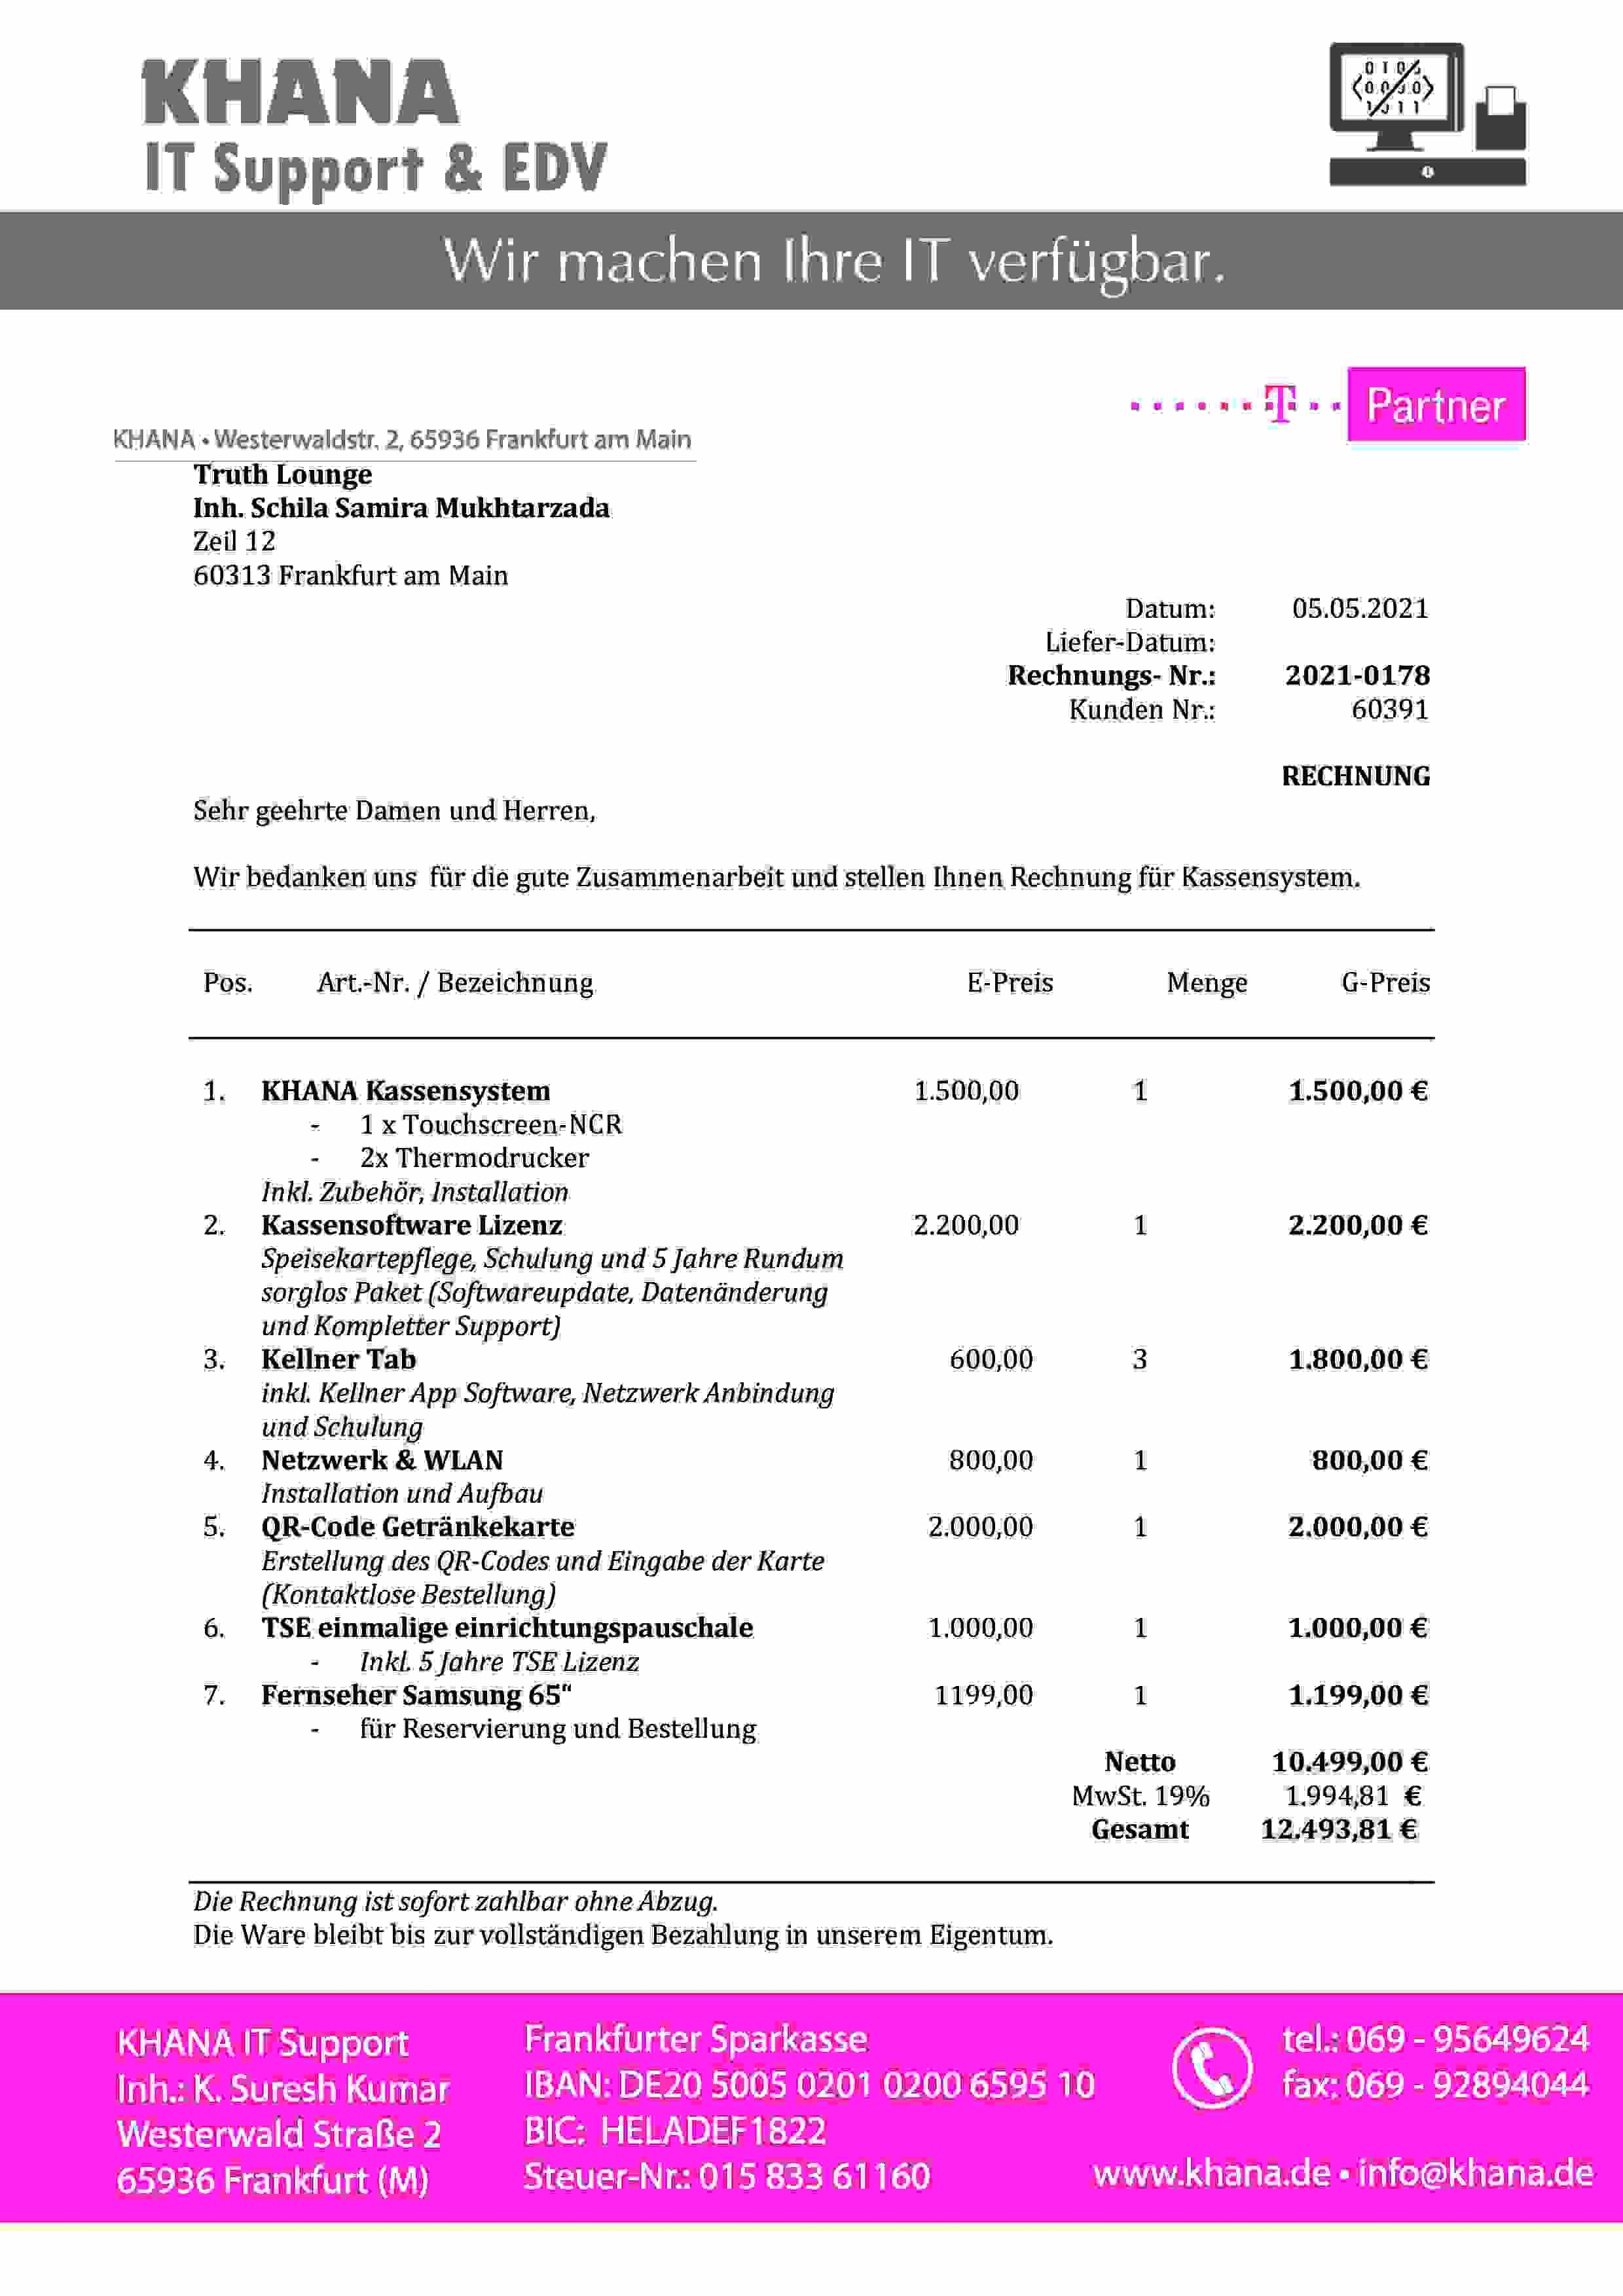 KHANA
IT Support & EDV
Wir machen Ihre IT verfügbar.
T Partner
KHANA • Westerwaldstr. 2, 65936 Frankfurt am Main
Truth Lounge
Inh. Schila Samira Mukhtarzada
Zeil 12
60313 Frankfurt am Main
Datum: 05.05.2021
Liefer-Datum:
Rechnungs- Nr.: 2021-0178
Kunden Nr.: 60391
RECHNUNG
Sehr geehrte Damen und Herren,
Wir bedanken uns für die gute Zusammenarbeit und stellen Ihnen Rechnung für Kassensystem.
Pos. Art.-Nr. / Bezeichnung E-Preis Menge G-Preis
1. KHANA Kassensystem 1.500,00 1 1.500,00 €
- 1 x Touchscreen-NCR
- 2x Thermodrucker
Inkl. Zubehör, Installation
2. Kassensoftware Lizenz 2.200,00 1 2.200,00 €
Speisekartepflege, Schulung und 5 Jahre Rundum
sorglos Paket (Softwareupdate, Datenänderung
und Kompletter Support)
3. Kellner Tab 600,00 3 1.800,00 €
inkl. Kellner App Software, Netzwerk Anbindung
und Schulung
4. Netzwerk & WLAN 800,00 1 800,00 €
Installation und Aufbau
5. QR-Code Getränkekarte 2.000,00 1 2.000,00 €
Erstellung des QR-Codes und Eingabe der Karte
(Kontaktlose Bestellung)
6. TSE einmalige einrichtungspauschale 1.000,00 1 1.000,00 €
- Inkl. 5 Jahre TSE Lizenz
7. Fernseher Samsung 65“ 1199,00 1 1.199,00 €
- für Reservierung und Bestellung
Netto 10.499,00 €
MwSt. 19% 1.994,81 €
Gesamt 12.493,81 €
Die Rechnung ist sofort zahlbar ohne Abzug.
Die Ware bleibt bis zur vollständigen Bezahlung in unserem Eigentum.
KHANA IT Support
Inh.: K. Suresh Kumar
Westerwald Straße 2
65936 Frankfurt (M)
Frankfurter Sparkasse
IBAN: DE20 5005 0201 0200 6595 10
BIC: HELADEF1822
Steuer-Nr.: 015 833 61160
tel.: 069 - 95649624
fax: 069 - 92894044
www.khana.de • info@khana.de